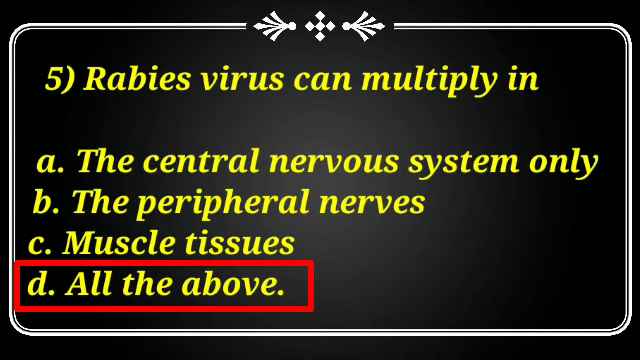 5) Rabies virus can multiply in
a. The central nervous system only
b. The peripheral nerves
c. Muscle tissues
d. All the above.